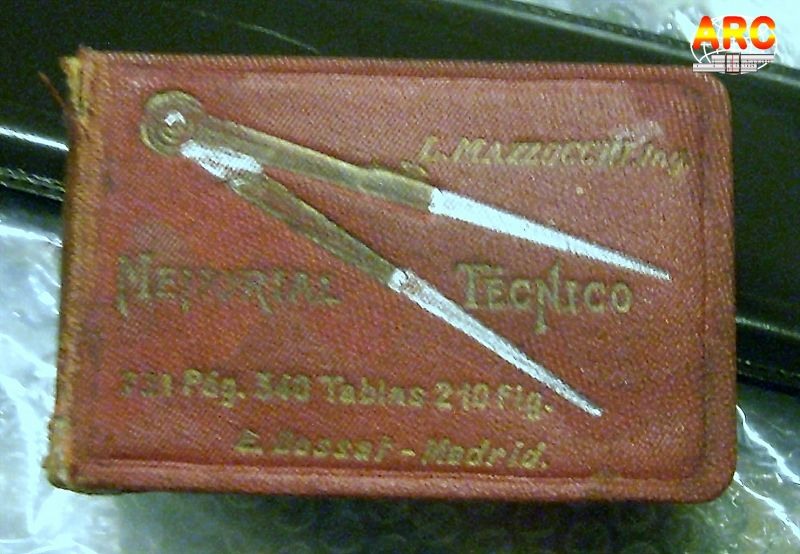 ARC
L. MAZZOCCHI. Ing.
MEMORIAL TÉCNICO
Pág. 340 Tablas 210 fig.
E. Dossat - Madrid.